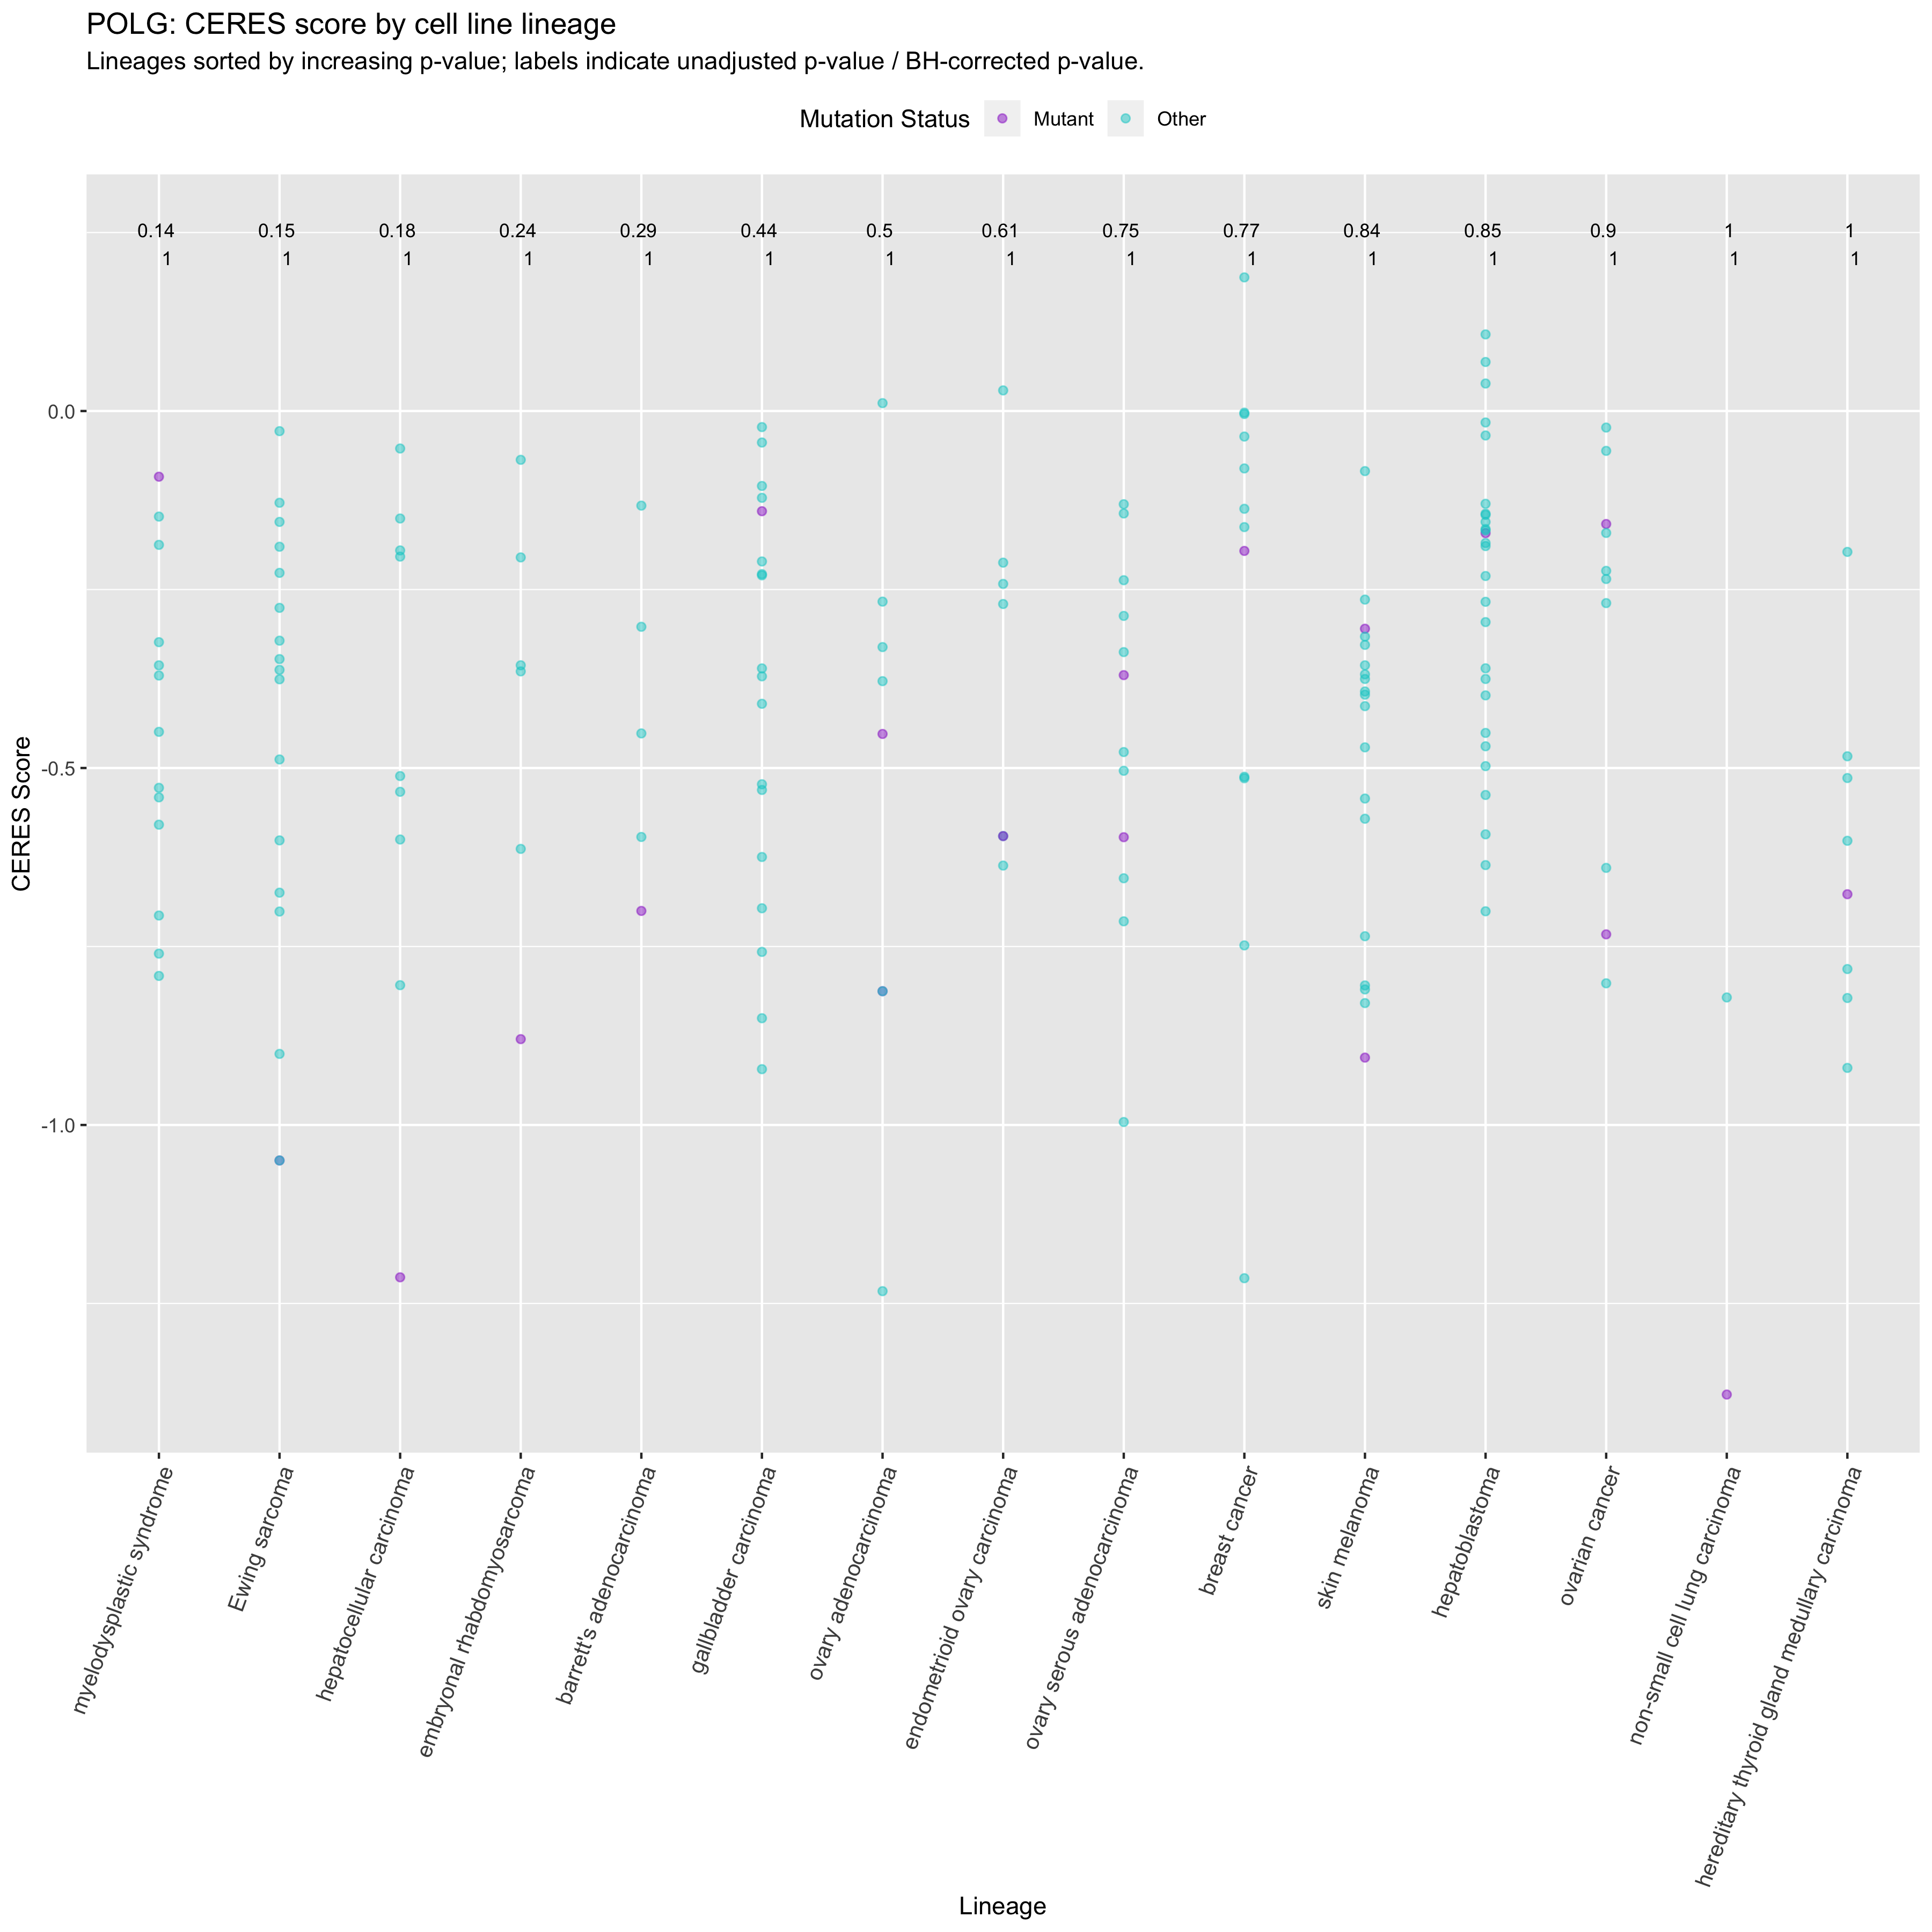 POLG: CERES score by cell line lineage
Lineages sorted by increasing p-value; labels indicate unadjusted p-value / BH-corrected p-value.
Mutation Status Mutant Other
0.14 0.15 0.18 0.24 0.29 0.44 0.5 0.61 0.75 0.77 0.84 0.85 0.9 1 1
1 1 1 1 1 1 1 1 1 1 1 1 1 1 1
0.0
-0.5
-1.0
CERES Score
myelodysplastic syndrome
Ewing sarcoma
hepatocellular carcinoma
embryonal rhabdomyosarcoma
barrett's adenocarcinoma
gallbladder carcinoma
ovary adenocarcinoma
endometrioid ovary carcinoma
ovary serous adenocarcinoma
breast cancer
skin melanoma
hepatoblastoma
ovarian cancer
non-small cell lung carcinoma
hereditary thyroid gland medullary carcinoma
Lineage